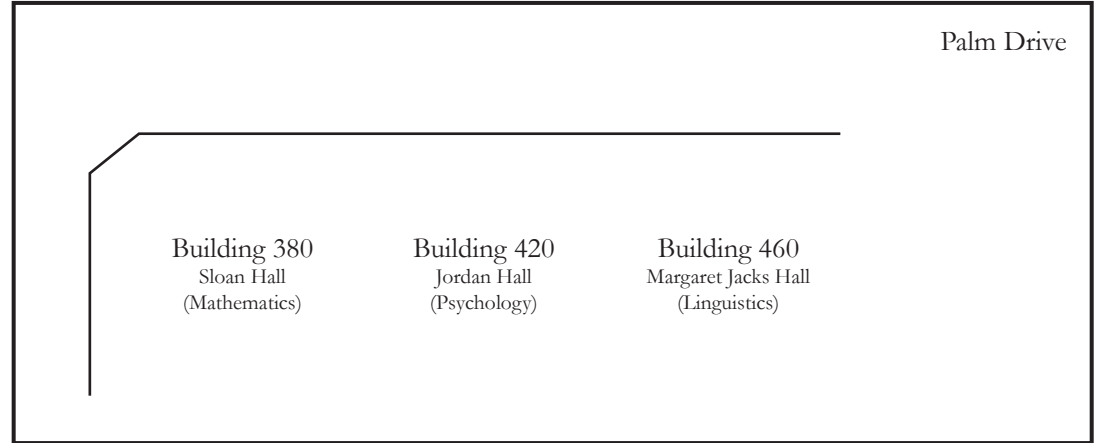 Palm Drive
Building 380
Sloan Hall
(Mathematics)
Building 420
Jordan Hall
(Psychology)
Building 460
Margaret Jacks Hall
(Linguistics)